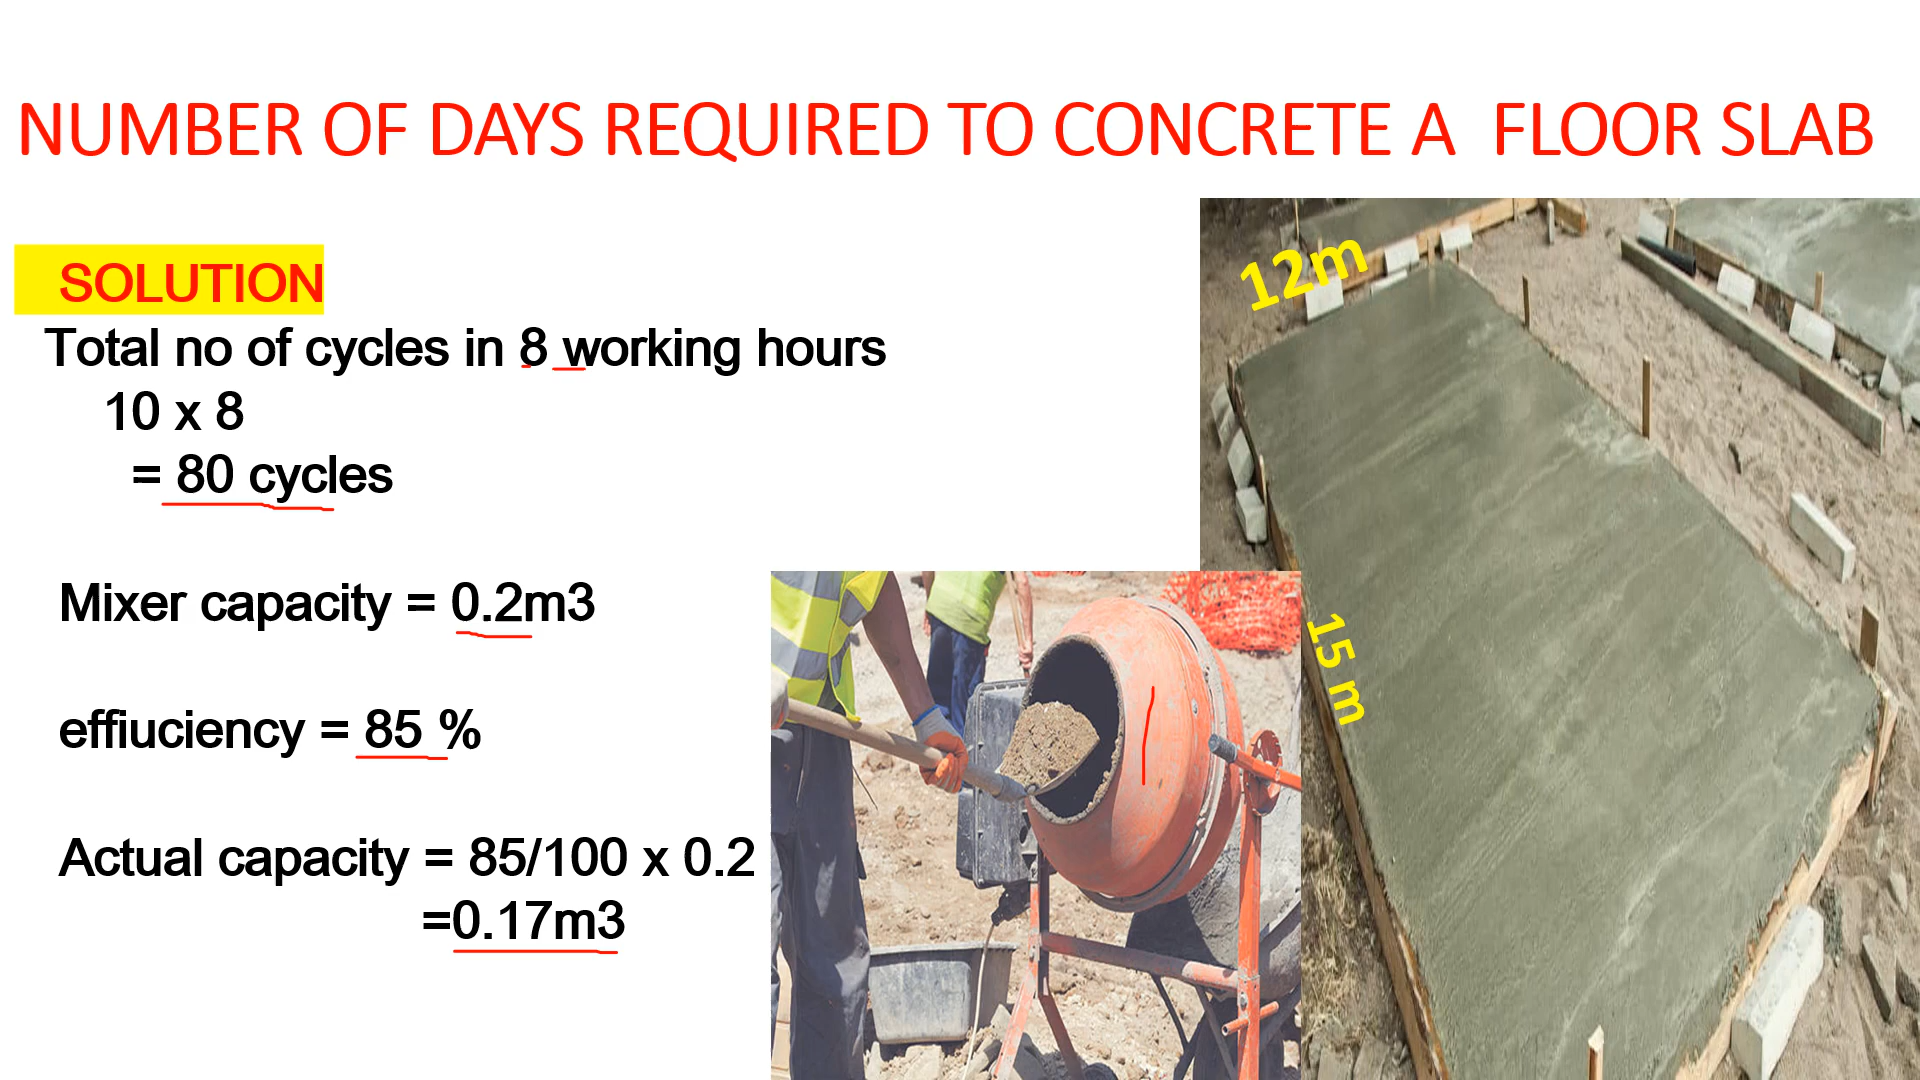 NUMBER OF DAYS REQUIRED TO CONCRETE A FLOOR SLAB
SOLUTION
Total no of cycles in 8 working hours
10 x 8
= 80 cycles
Mixer capacity = 0.2m3
effiuciency = 85 %
Actual capacity = 85/100 x 0.2
=0.17m3
12m
15 m